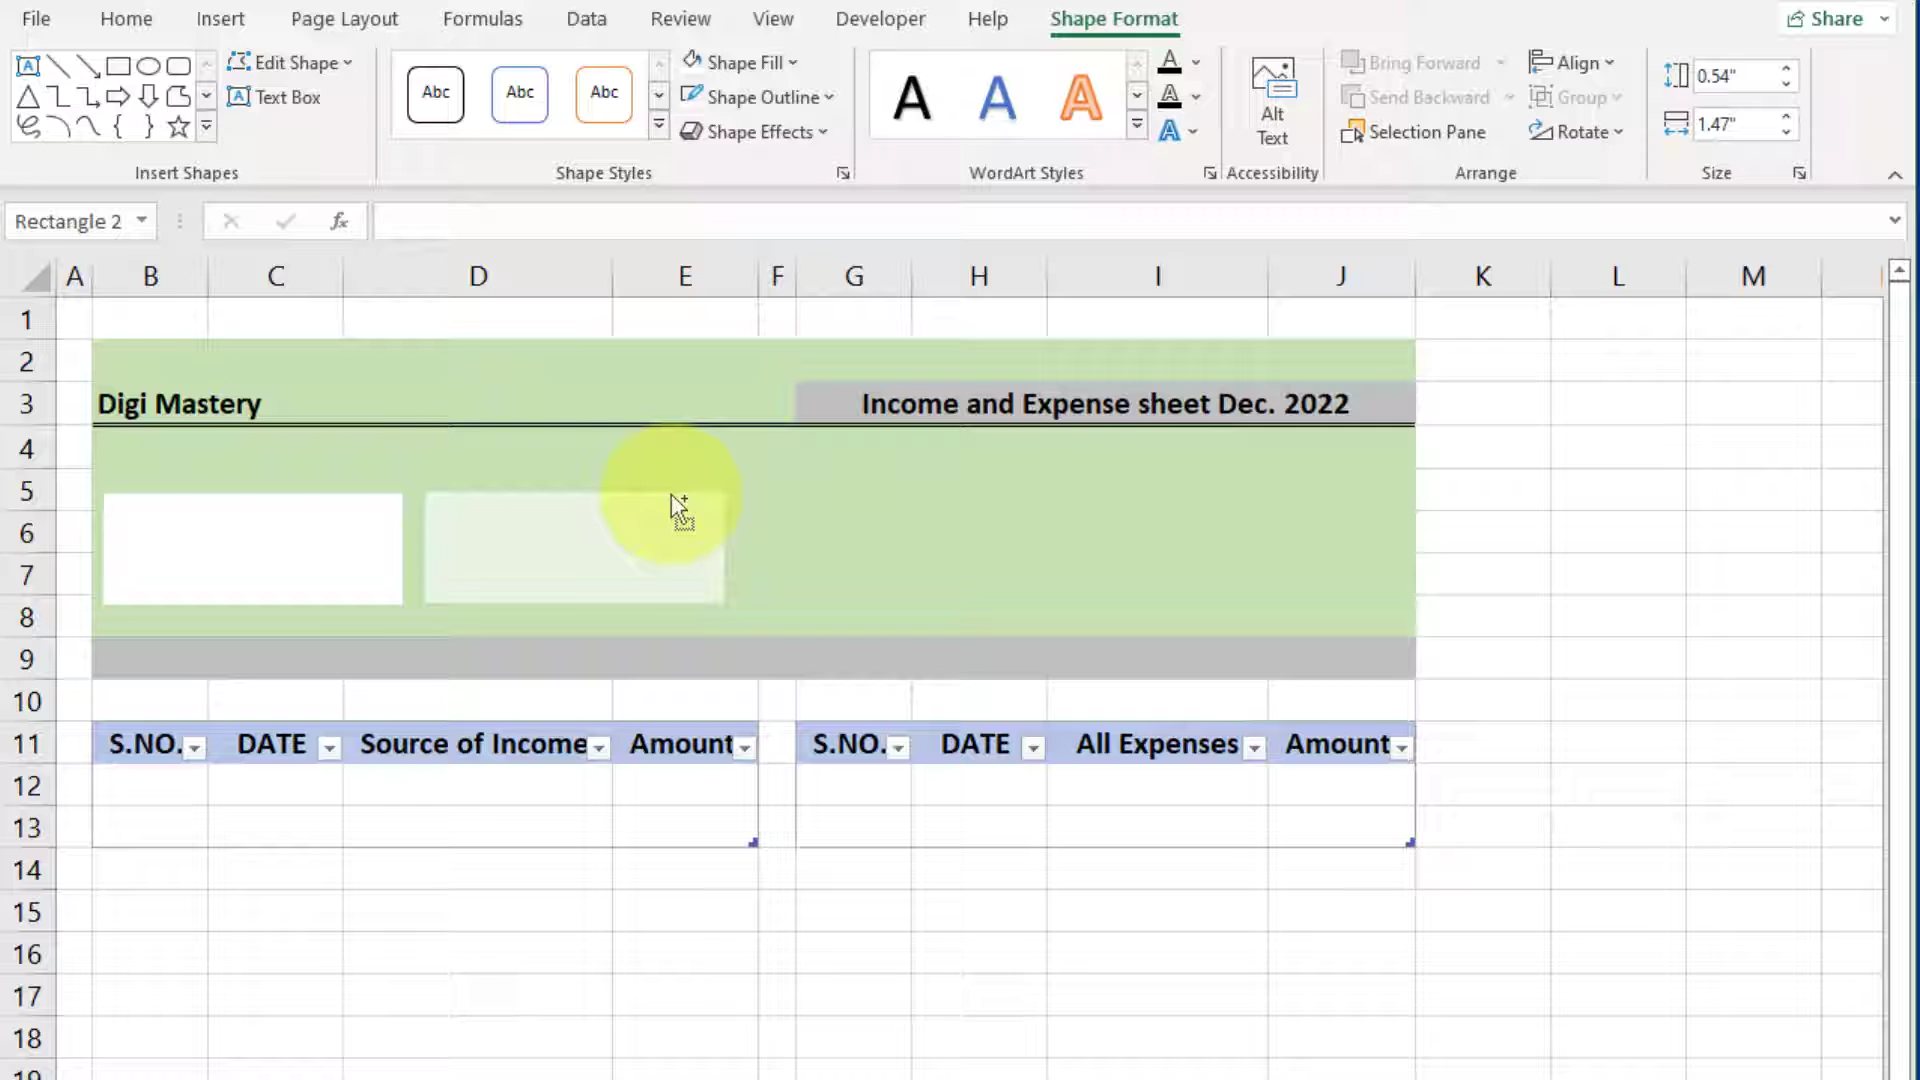 File Home Insert Page Layout Formulas Data Review View Developer Help Shape Format Share
Edit Shape
Text Box
Insert Shapes
Abc Abc Abc
Shape Fill
Shape Outline
Shape Effects
Shape Styles
A A A
A
A
A
WordArt Styles
Alt
Text
Accessibility
Bring Forward
Send Backward
Selection Pane
Align
Group
Rotate
Arrange
0.54"
1.47"
Size
Rectangle 2
fx
A B C D E F G H I J K L M
1
2
3 Digi Mastery Income and Expense sheet Dec. 2022
4
5
6
7
8
9
10
11 S.NO. DATE Source of Income Amount S.NO. DATE All Expenses Amount
12
13
14
15
16
17
18
19